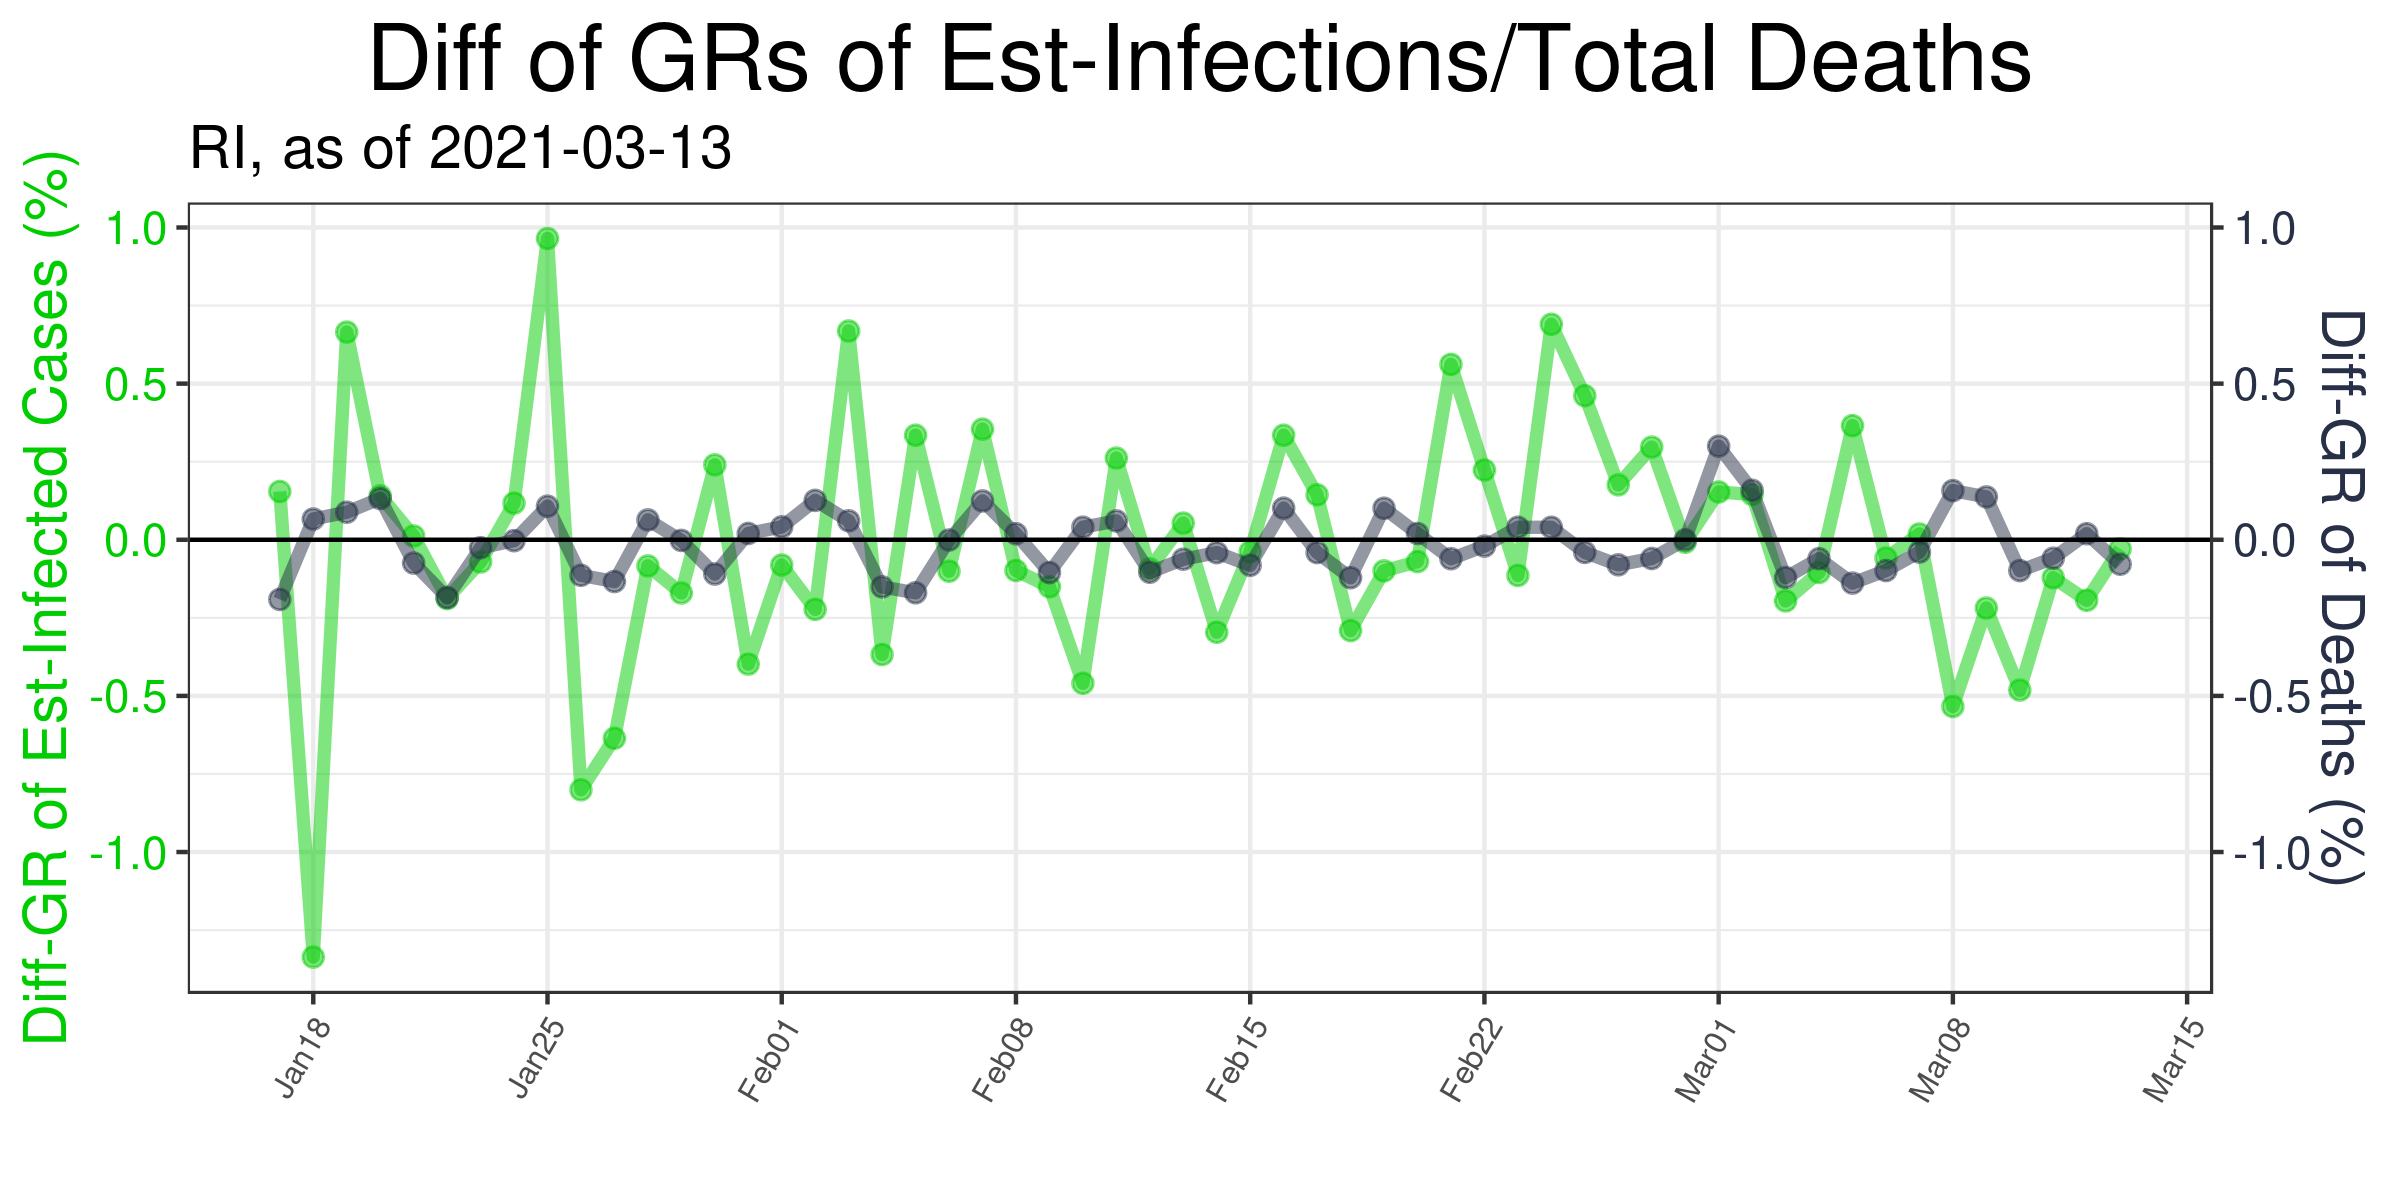 Diff of GRs of Est-Infections/Total Deaths
RI, as of 2021-03-13
Diff-GR of Est-Infected Cases (%)
1.0
0.5
0.0
-0.5
-1.0
1.0
0.5
0.0
-0.5
-1.0
Diff-GR of Deaths (%)
Jan18
Jan25
Feb01
Feb08
Feb15
Feb22
Mar01
Mar08
Mar15